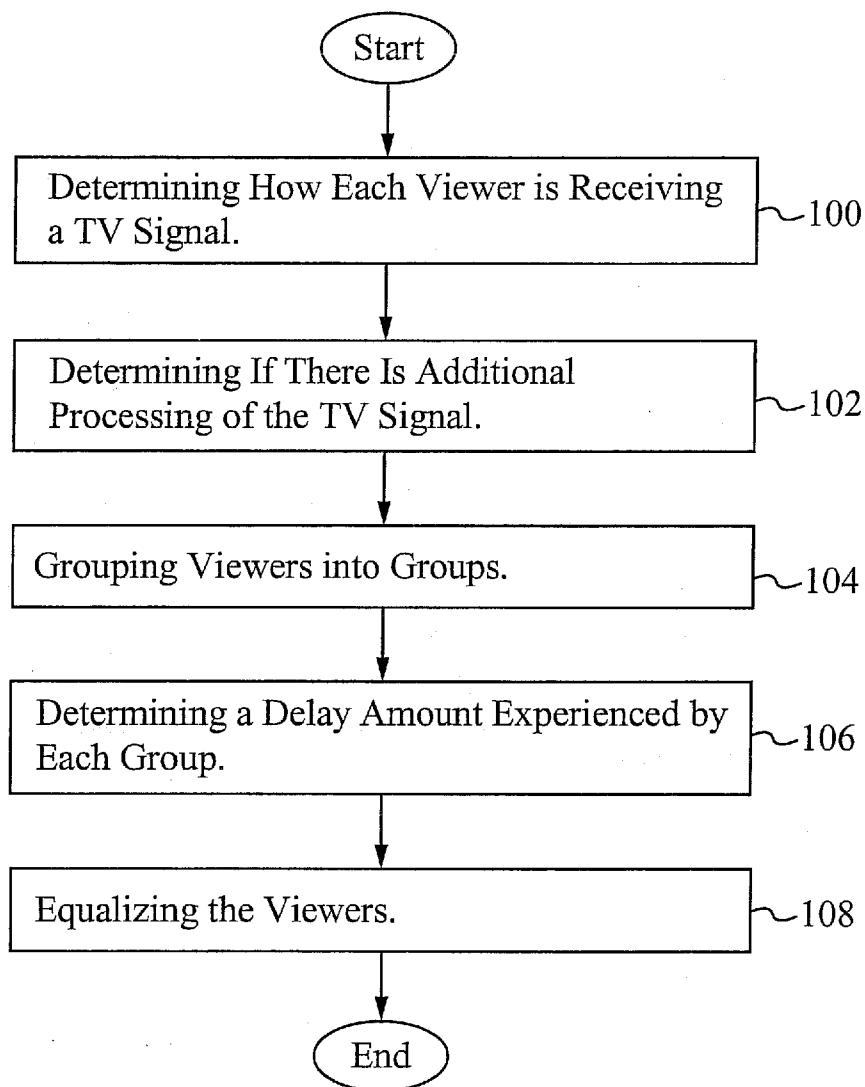 Start
Determining How Each Viewer is Receiving
a TV Signal.
100
Determining If There Is Additional
Processing of the TV Signal.
102
Grouping Viewers into Groups.
104
Determining a Delay Amount Experienced by
Each Group.
106
Equalizing the Viewers.
108
End